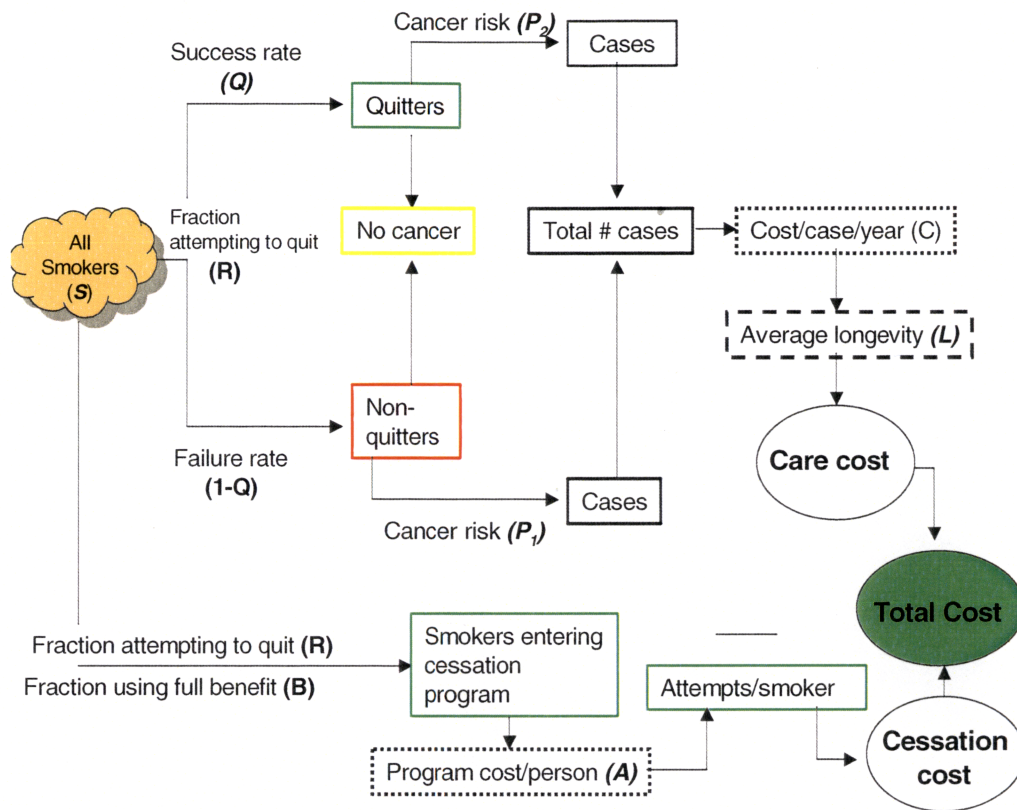 Cancer risk (P₂)
Cases
Success rate
(Q)
Quitters
Fraction
attempting to quit
(R)
All
Smokers
(S)
No cancer
Total # cases
Cost/case/year (C)
Average longevity (L)
Non-
quitters
Failure rate
(1-Q)
Care cost
Cases
Cancer risk (P₁)
Total Cost
Fraction attempting to quit (R)
Fraction using full benefit (B)
Smokers entering
cessation
program
Attempts/smoker
Program cost/person (A)
Cessation
cost